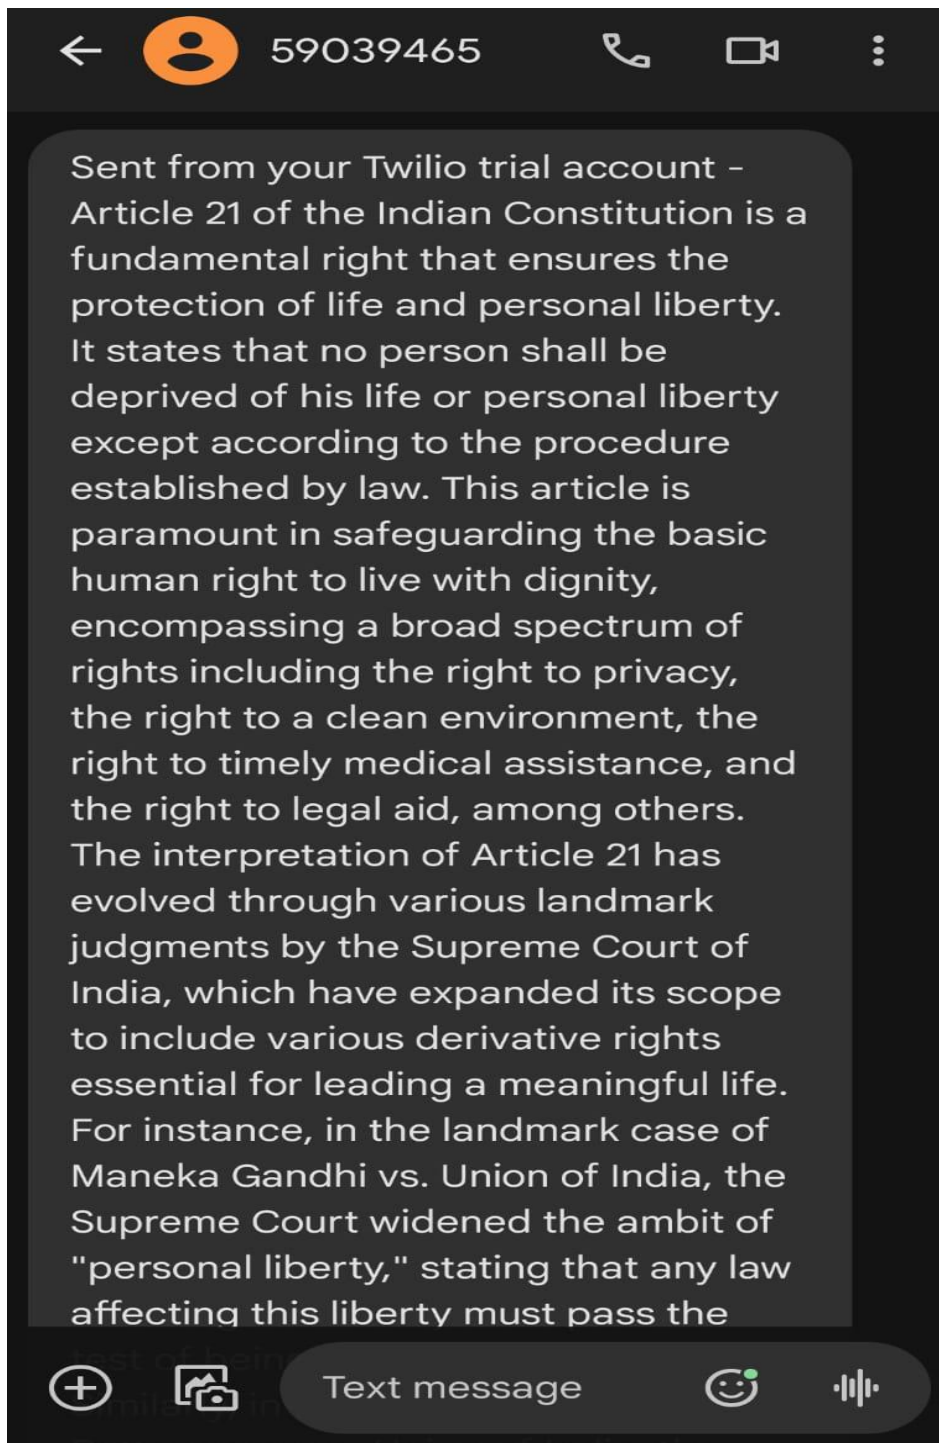 59039465
Sent from your Twilio trial account -
Article 21 of the Indian Constitution is a
fundamental right that ensures the
protection of life and personal liberty.
It states that no person shall be
deprived of his life or personal liberty
except according to the procedure
established by law. This article is
paramount in safeguarding the basic
human right to live with dignity,
encompassing a broad spectrum of
rights including the right to privacy,
the right to a clean environment, the
right to timely medical assistance, and
the right to legal aid, among others.
The interpretation of Article 21 has
evolved through various landmark
judgments by the Supreme Court of
India, which have expanded its scope
to include various derivative rights
essential for leading a meaningful life.
For instance, in the landmark case of
Maneka Gandhi vs. Union of India, the
Supreme Court widened the ambit of
"personal liberty," stating that any law
affecting this liberty must pass the
test of being
Text message